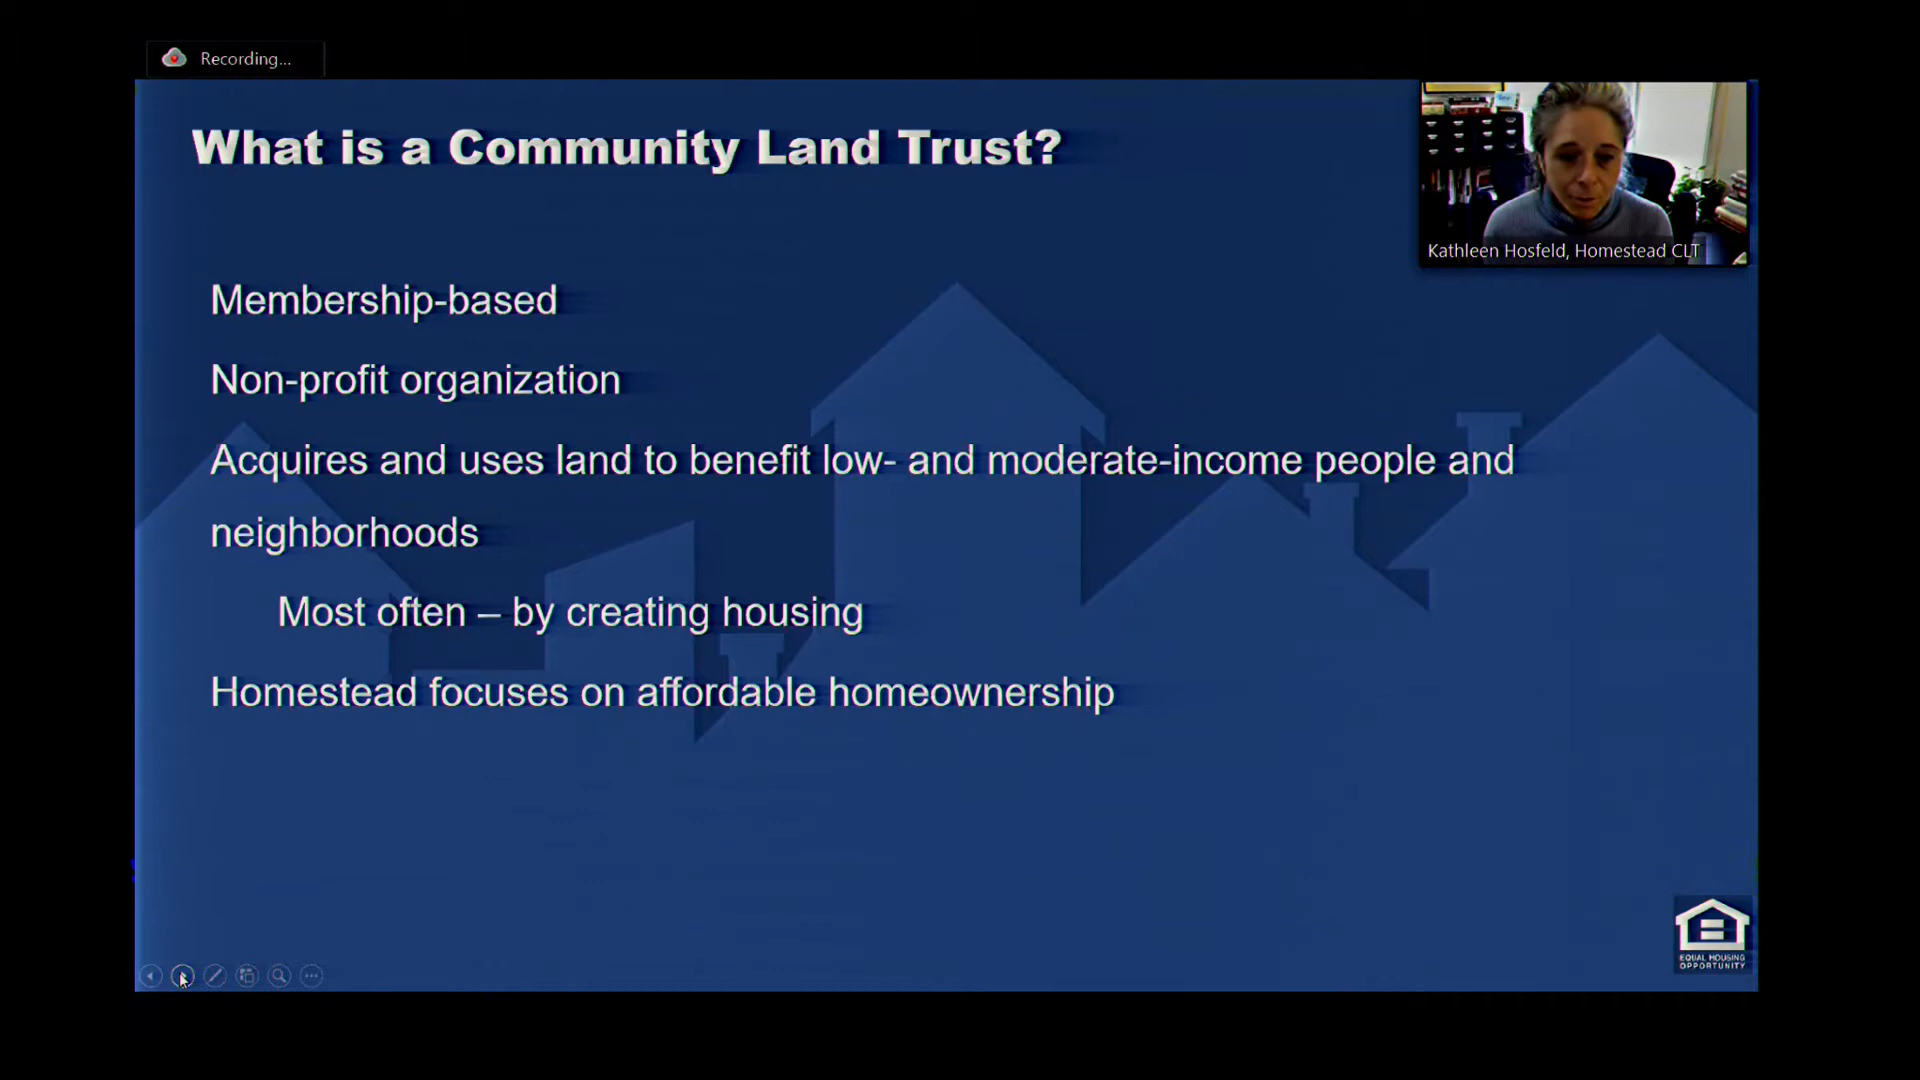 Recording...
What is a Community Land Trust?
Kathleen Hosfeld, Homestead CLT
Membership-based
Non-profit organization
Acquires and uses land to benefit low- and moderate-income people and
neighborhoods
Most often – by creating housing
Homestead focuses on affordable homeownership
EQUAL HOUSING
OPPORTUNITY